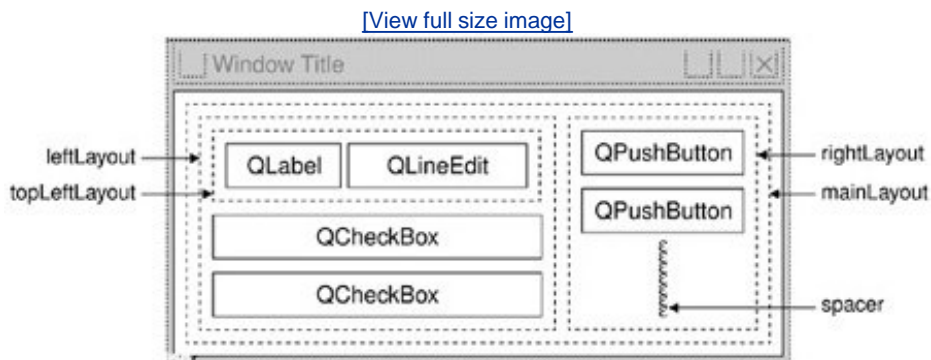 [View full size image]
Window Title
leftLayout
topLeftLayout
QLabel
QLineEdit
QCheckBox
QCheckBox
QPushButton
QPushButton
rightLayout
mainLayout
spacer